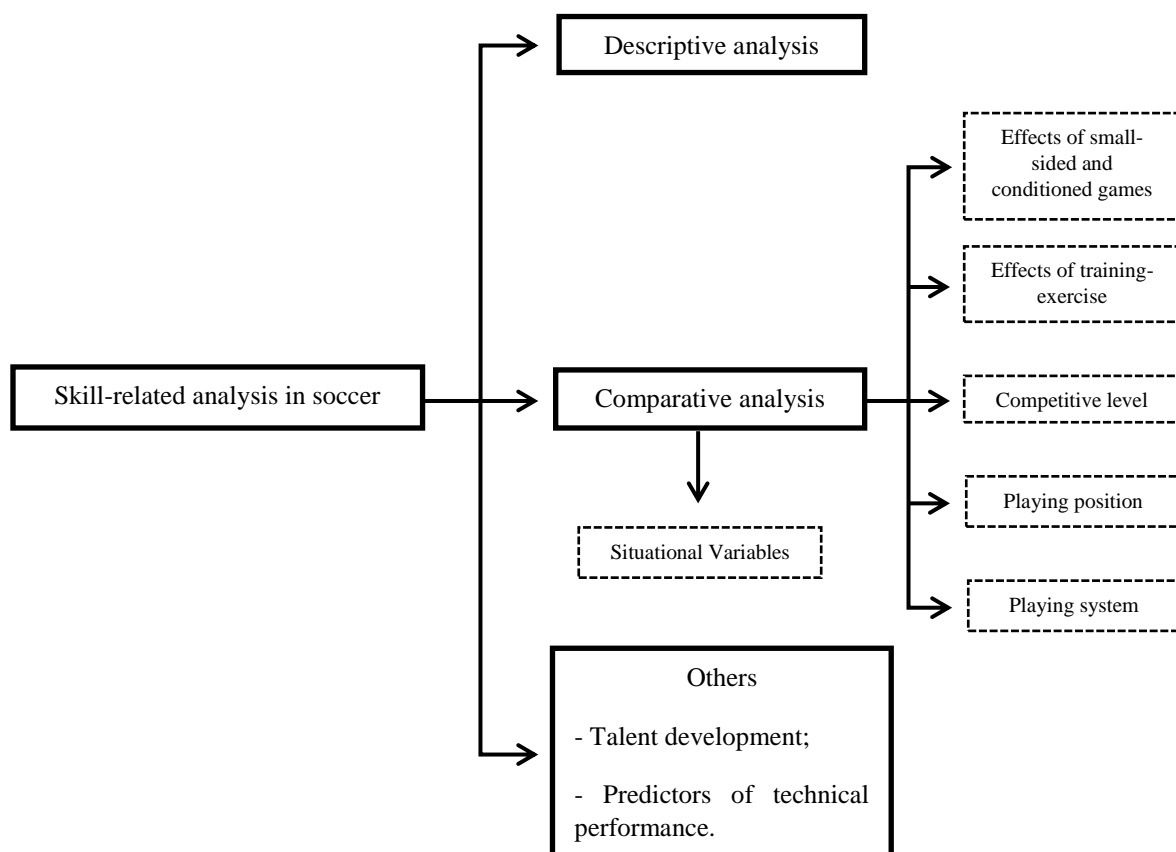 Descriptive analysis
Effects of small-
sided and
conditioned games
Effects of training-
exercise
Skill-related analysis in soccer
Comparative analysis
Competitive level
Playing position
Situational Variables
Playing system
Others
- Talent development;
- Predictors of technical
performance.